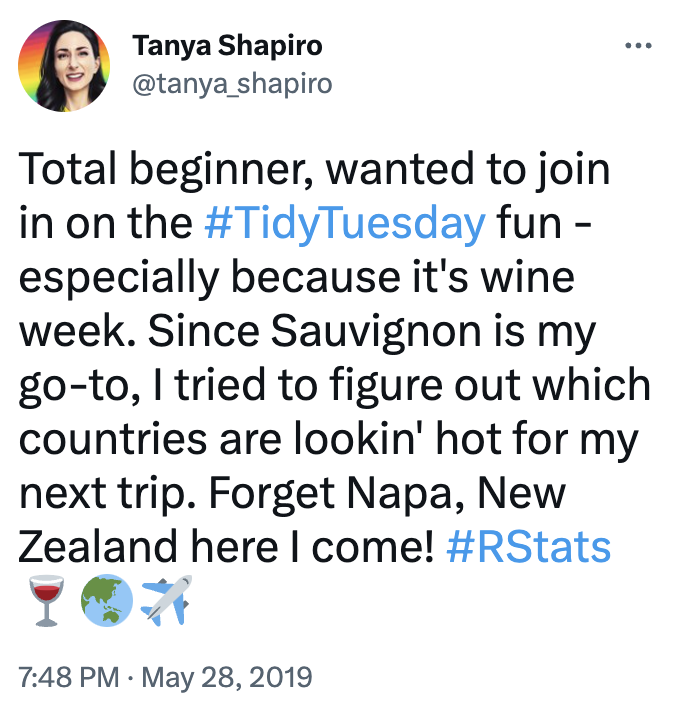 Tanya Shapiro
@tanya_shapiro
Total beginner, wanted to join
in on the #TidyTuesday fun -
especially because it's wine
week. Since Sauvignon is my
go-to, I tried to figure out which
countries are lookin' hot for my
next trip. Forget Napa, New
Zealand here I come! #RStats
🍷🌏✈️
7:48 PM · May 28, 2019